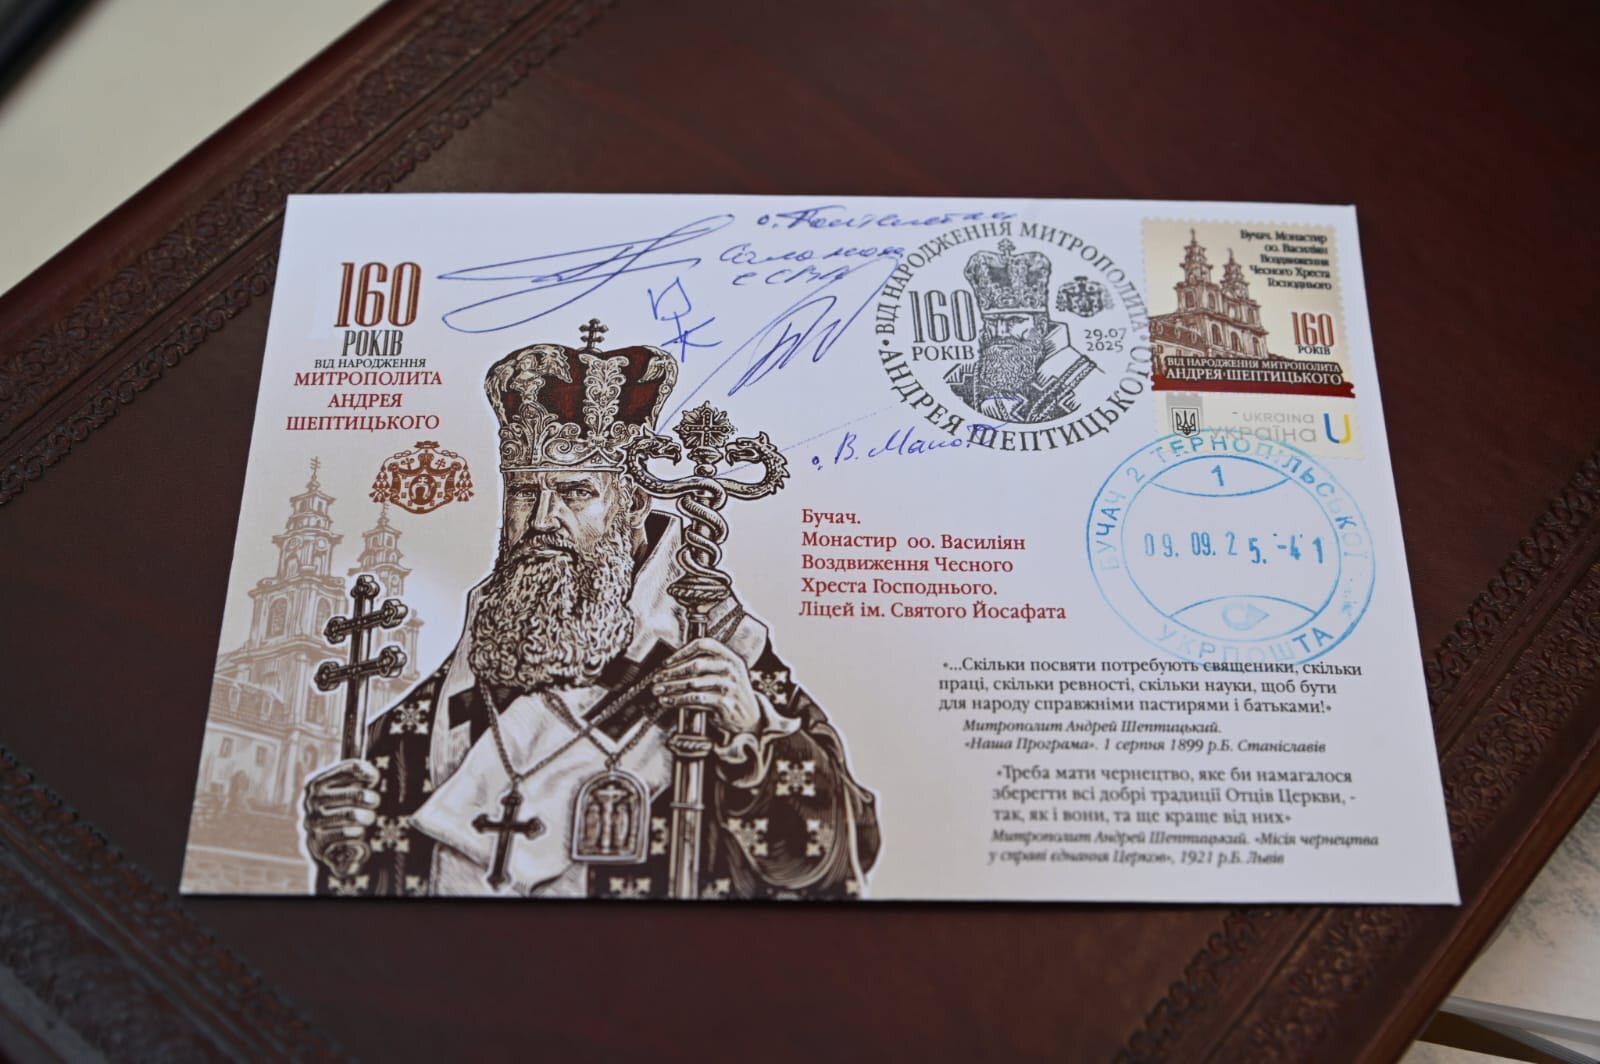 160
РОКІВ
ВІД НАРОДЖЕННЯ
МИТРОПОЛИТА
АНДРЕЯ
ШЕПТИЦЬКОГО
о. В.
ВІД НАРОДЖЕННЯ МИТРОПОЛИТА
АНДРЕЯ ШЕПТИЦЬКОГО
160
РОКІВ
29.07
2025
Бучач. Монастир
оо. Василіян
Воздвиження
Чесного Хреста
Господнього
160
РОКІВ
ВІД НАРОДЖЕННЯ МИТРОПОЛИТА
АНДРЕЯ·ШЕПТИЦЬКОГО
UKRAINA
УКРАЇНА
U
БУЧАЧ 2 ТЕРНОПІЛЬСЬКОЇ
1
09. 09. 2 5. -4 1
УКРПОШТА
Бучач.
Монастир оо. Василіян
Воздвиження Чесного
Хреста Господнього.
Ліцей ім. Святого Йосафата
«...Скільки посвяти потребують священики, скільки
праці, скільки ревності, скільки науки, щоб бути
для народу справжніми пастирями і батьками!»
Митрополит Андрей Шептицький.
«Наша Програма». 1 серпня 1899 р.Б. Станіславів
«Треба мати чернецтво, яке би намагалося
зберегти всі добрі традиції Отців Церкви, -
так, як і вони, та ще краще від них»
Митрополит Андрей Шептицький. «Місія чернецтва
у справі єднання Церков», 1921 р.Б. Львів